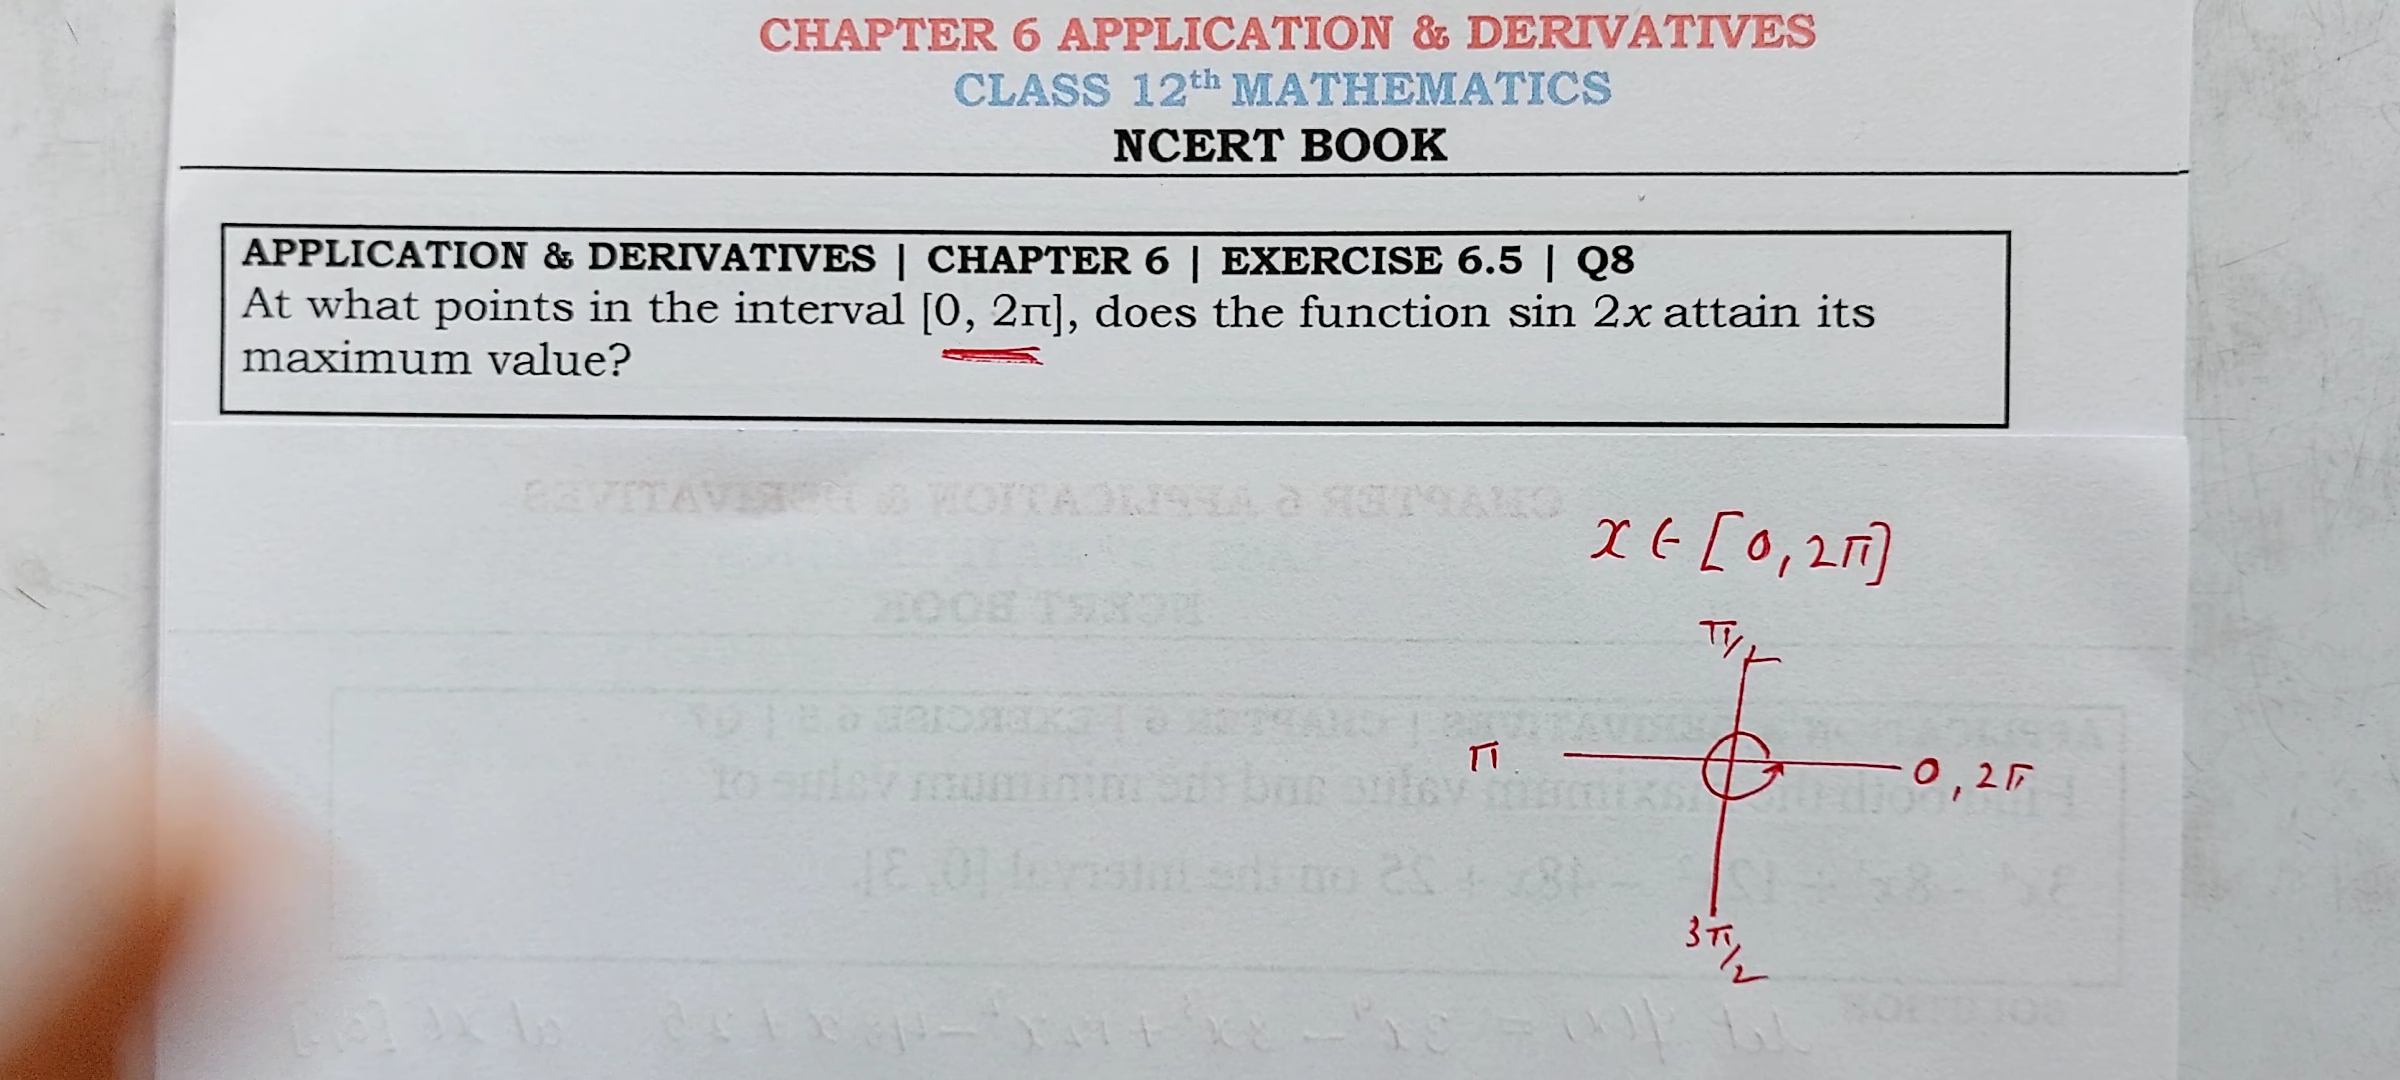 CHAPTER 6 APPLICATION & DERIVATIVES
CLASS 12th MATHEMATICS
NCERT BOOK
APPLICATION & DERIVATIVES | CHAPTER 6 | EXERCISE 6.5 | Q8
At what points in the interval [0, 2π], does the function sin 2x attain its
maximum value?
x ∈ [0, 2π]
π/
π
0, 2π
3π/2